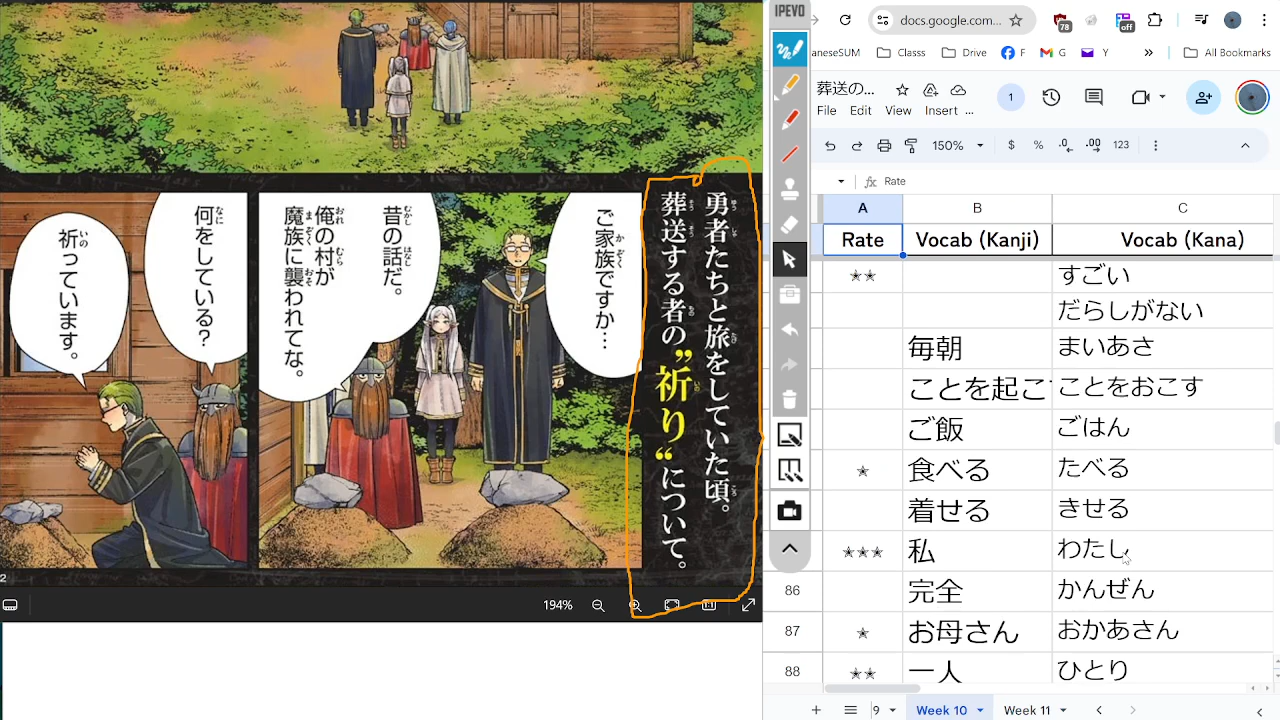 勇者たちと旅をしていた頃。
葬送する者の〝祈り〟について。
ご家族ですか…
昔の話だ。
俺の村が
魔族に襲われてな。
何をしている?
祈っています。
2
194%
IPEVO
docs.google.com...
78
off
aneseSUM
Classs
Drive
F
G
Y
»
All Bookmarks
葬送の...
1
File Edit View Insert ...
150%
$ % .0 .00 123
fx Rate
A B C
Rate Vocab (Kanji) Vocab (Kana)
★★ すごい
だらしがない
毎朝 まいあさ
ことを起こ ことをおこす
ご飯 ごはん
★ 食べる たべる
着せる きせる
★★★ 私 わたし
86 完全 かんぜん
87 ★ お母さん おかあさん
88 ★★ 一人 ひとり
9 Week 10 Week 11